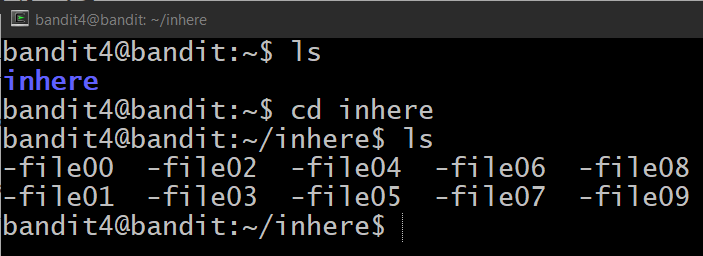 bandit4@bandit: ~/inhere
bandit4@bandit:~$ ls
inhere
bandit4@bandit:~$ cd inhere
bandit4@bandit:~/inhere$ ls
-file00  -file02  -file04  -file06  -file08
-file01  -file03  -file05  -file07  -file09
bandit4@bandit:~/inhere$